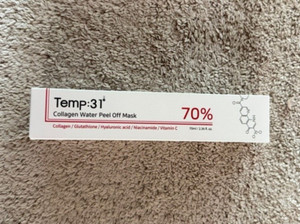 Temp:31
Collagen Water Peel Off Mask
70%
Collagen / Glutathione / Hyaluronic acid / Niacinamide / Vitamin C